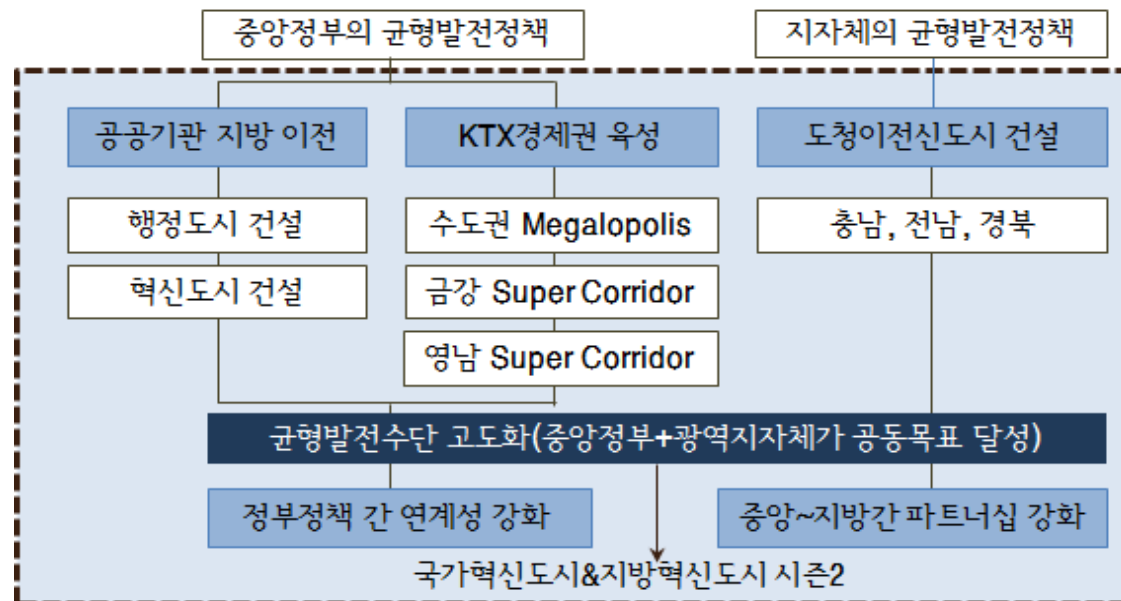 중앙정부의 균형발전정책
지자체의 균형발전정책
공공기관 지방 이전
KTX경제권 육성
도청이전신도시 건설
행정도시 건설
수도권 Megalopolis
충남, 전남, 경북
혁신도시 건설
금강 Super Corridor
영남 Super Corridor
균형발전수단 고도화(중앙정부+광역지자체가 공동목표 달성)
정부정책 간 연계성 강화
중앙~지방간 파트너십 강화
국가혁신도시&지방혁신도시 시즌2